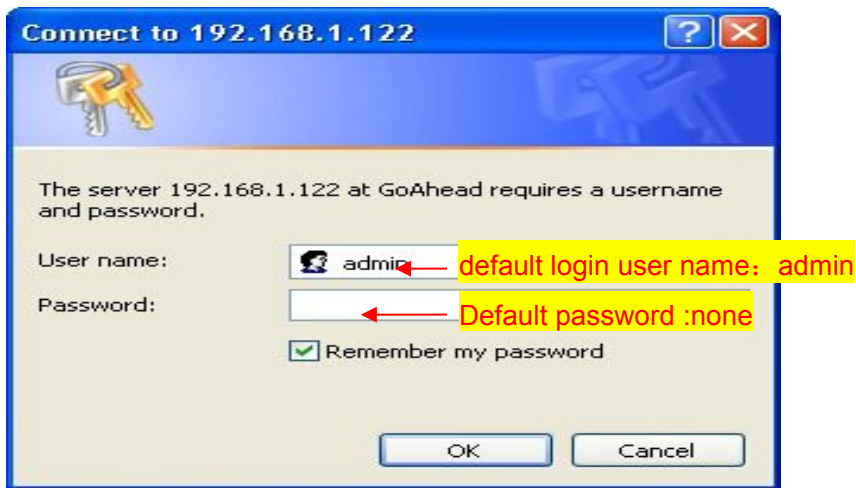 Connect to 192.168.1.122
The server 192.168.1.122 at GoAhead requires a username
and password.
User name:
admin
default login user name：admin
Password:
Default password :none
Remember my password
OK
Cancel